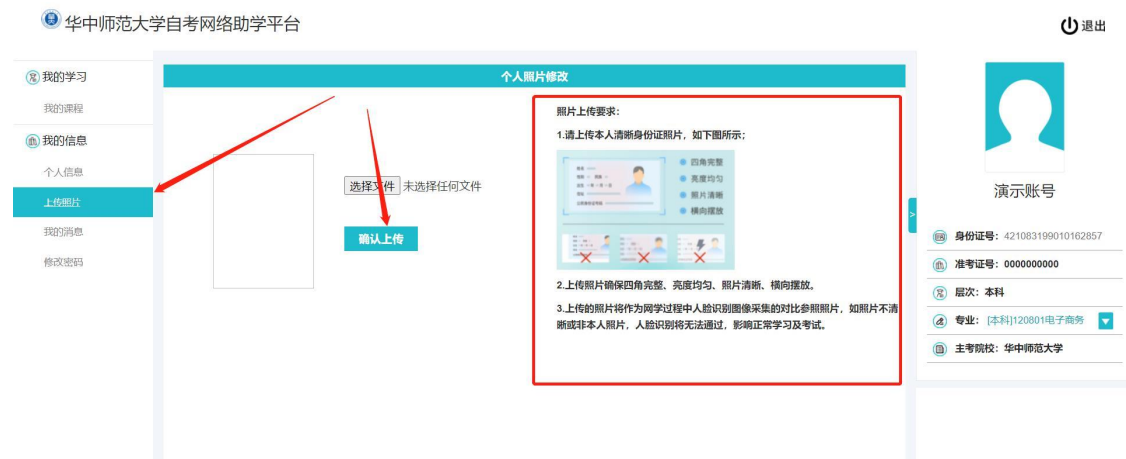 华中师范大学自考网络助学平台
退出
我的学习
我的课程
我的信息
个人信息
上传照片
我的消息
修改密码
个人照片修改
选择文件 未选择任何文件
确认上传
照片上传要求：
1.请上传本人清晰身份证照片，如下图所示；
四角完整
亮度均匀
照片清晰
横向摆放
2.上传照片确保四角完整、亮度均匀、照片清晰、横向摆放。
3.上传的照片将作为网学过程中人脸识别图像采集的对比参照照片，如照片不清
晰或非本人照片，人脸识别将无法通过，影响正常学习及考试。
>
演示账号
身份证号：421083199010162857
准考证号：0000000000
层次：本科
专业：[本科]120801电子商务
主考院校：华中师范大学